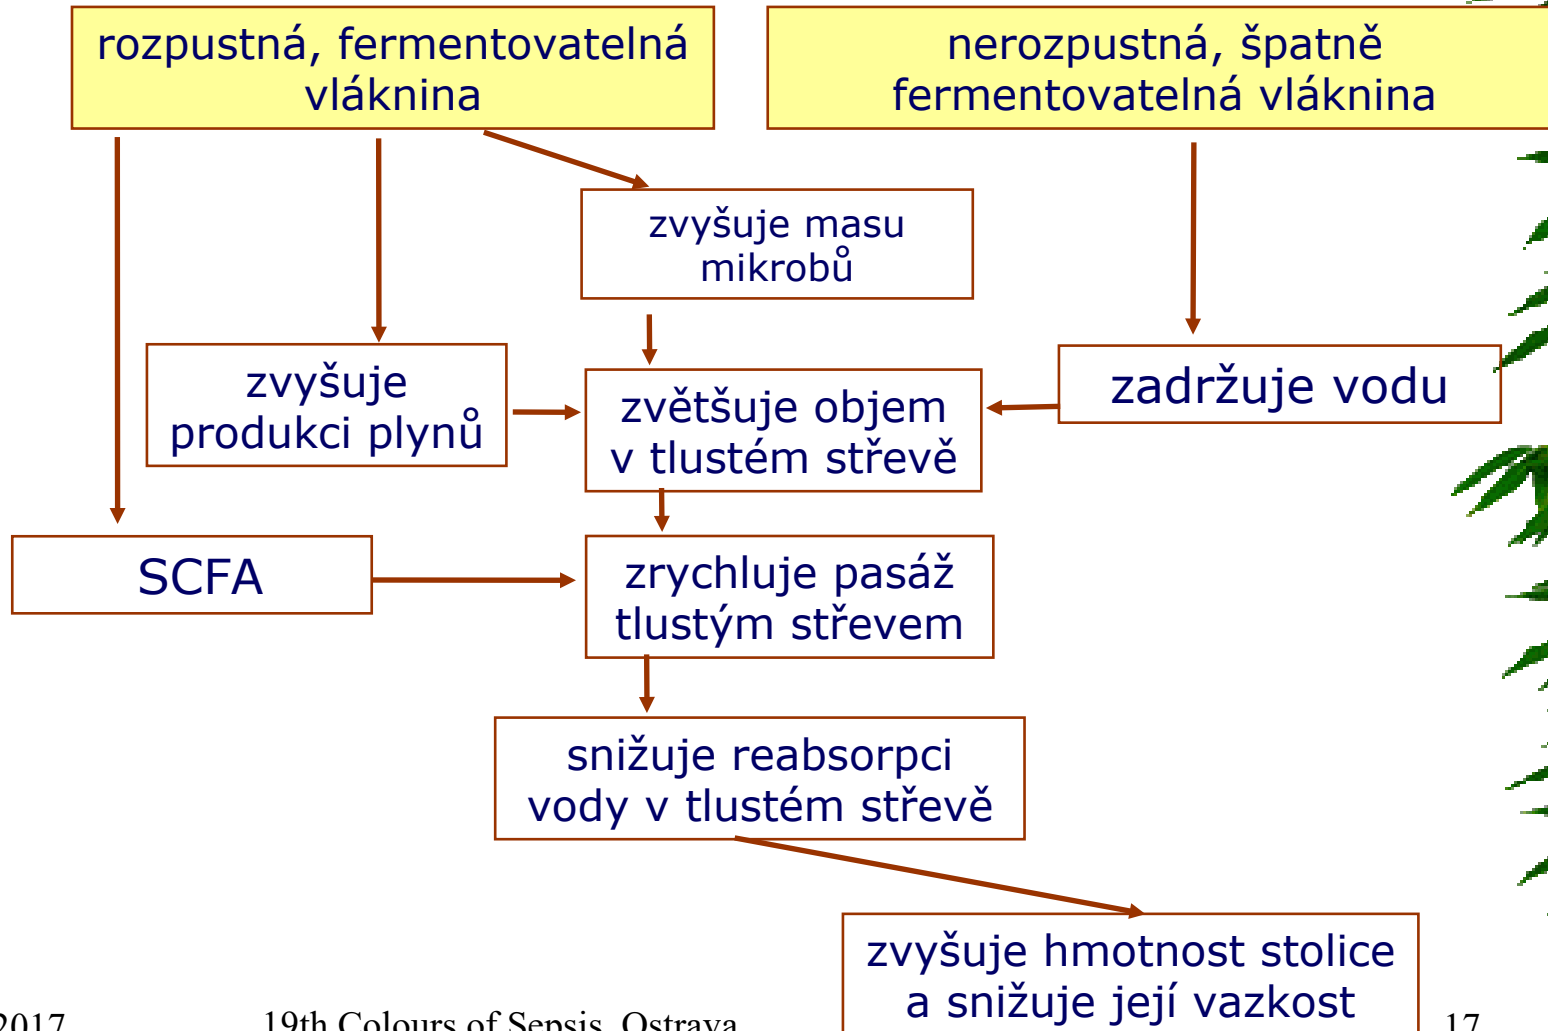 rozpustná, fermentovatelná
vláknina
nerozpustná, špatně
fermentovatelná vláknina
zvyšuje masu
mikrobů
zvyšuje
produkci plynů
zvětšuje objem
v tlustém střevě
zadržuje vodu
SCFA
zrychluje pasáž
tlustým střevem
snižuje reabsorpci
vody v tlustém střevě
zvyšuje hmotnost stolice
a snižuje její vazkost
2017
19th Colours of Sepsis, Ostrava
17